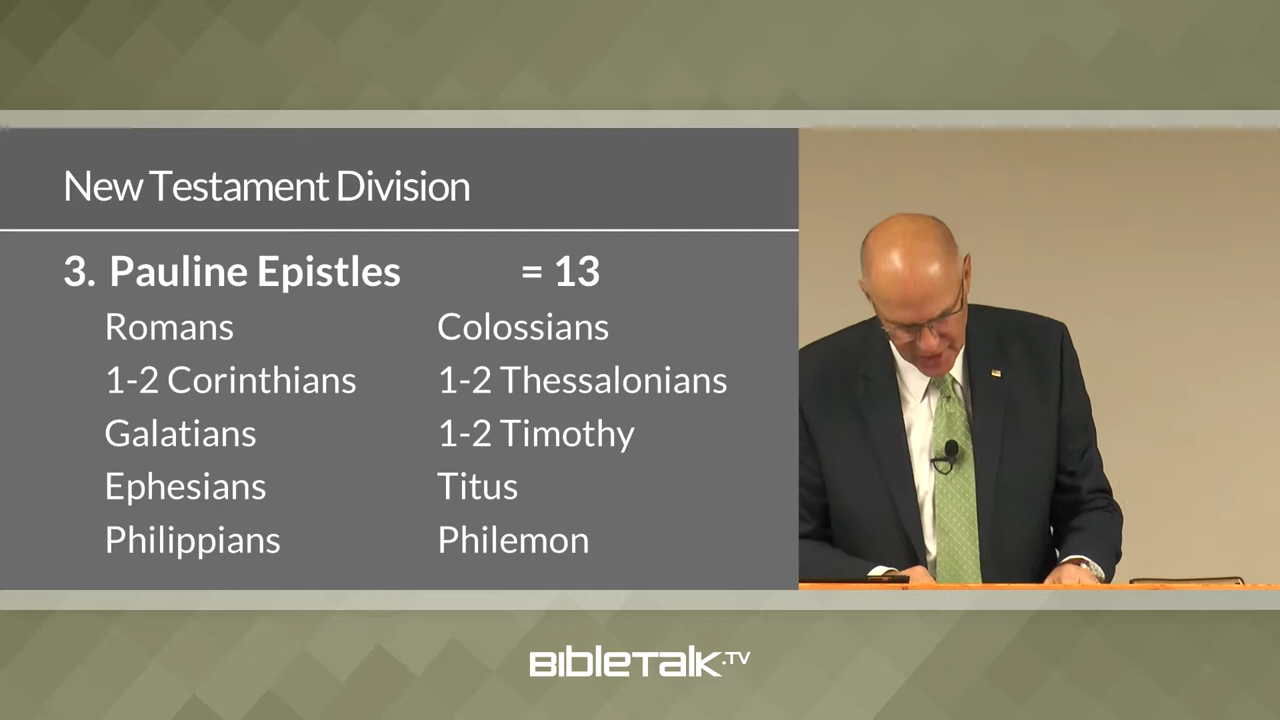 New Testament Division
3. Pauline Epistles = 13
Romans
1-2 Corinthians
Galatians
Ephesians
Philippians
Colossians
1-2 Thessalonians
1-2 Timothy
Titus
Philemon
BibleTalk.TV